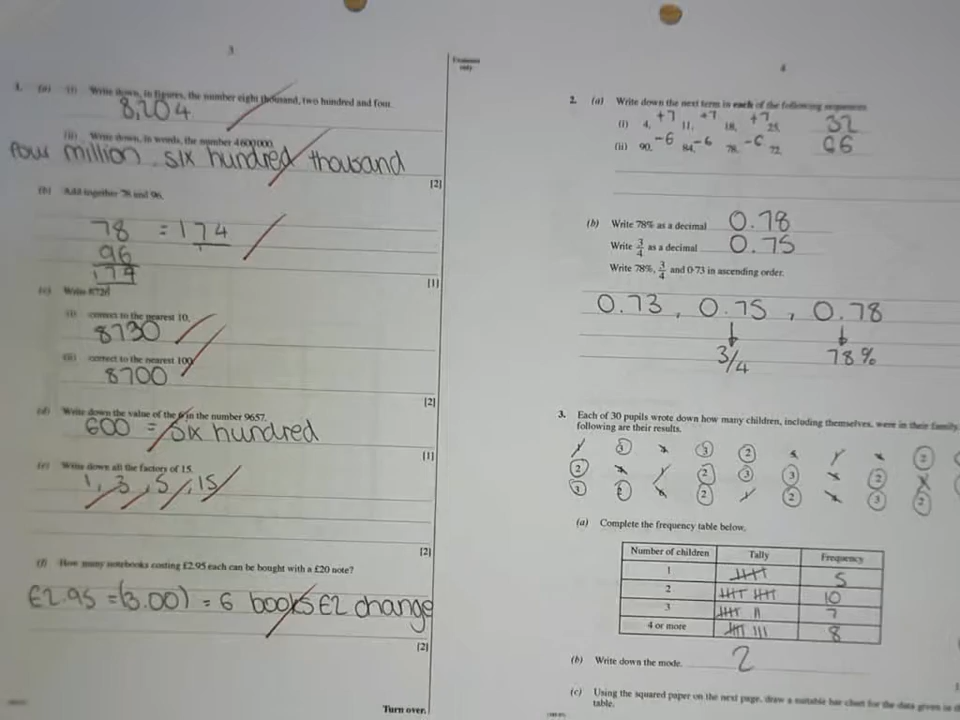 3
1. (a) (i) Write down, in figures, the number eight thousand, two hundred and four.
8,204
(ii) Write down, in words, the number 4600000.
four million six hundred thousand
[2]
(b) Add together 78 and 96.
78 = 174
96
174
[1]
(c) Write
(i) correct to the nearest 10,
8730
(ii) correct to the nearest 100
8700
[2]
(d) Write down the value of the 6 in the number 9657.
600 = six hundred
[1]
(e) Write down all the factors of 15.
1, 3, 5, 15
[2]
(f) How many notebooks costing £2.95 each can be bought with a £20 note?
£2.95 = (3.00) = 6 books £2 change
[2]
Turn over.
4
2. (a) Write down the next term in each of the following sequences
+7 +7 +7
(i) 4, 11, 18, 25, 32
-6 -6 -6
(ii) 90, 84, 78, 72 66
(b) Write 78% as a decimal 0.78
Write 3/4 as a decimal 0.75
Write 78%, 3/4 and 0·73 in ascending order.
0.73, 0.75, 0.78
3/4 78%
3. Each of 30 pupils wrote down how many children, including themselves, were in their family.
following are their results.
(a) Complete the frequency table below.
Number of children Tally Frequency
1 5
2 10
3 7
4 or more 8
(b) Write down the mode. 2
(c) Using the squared paper on the next page, draw a suitable bar chart for the data given in
table.